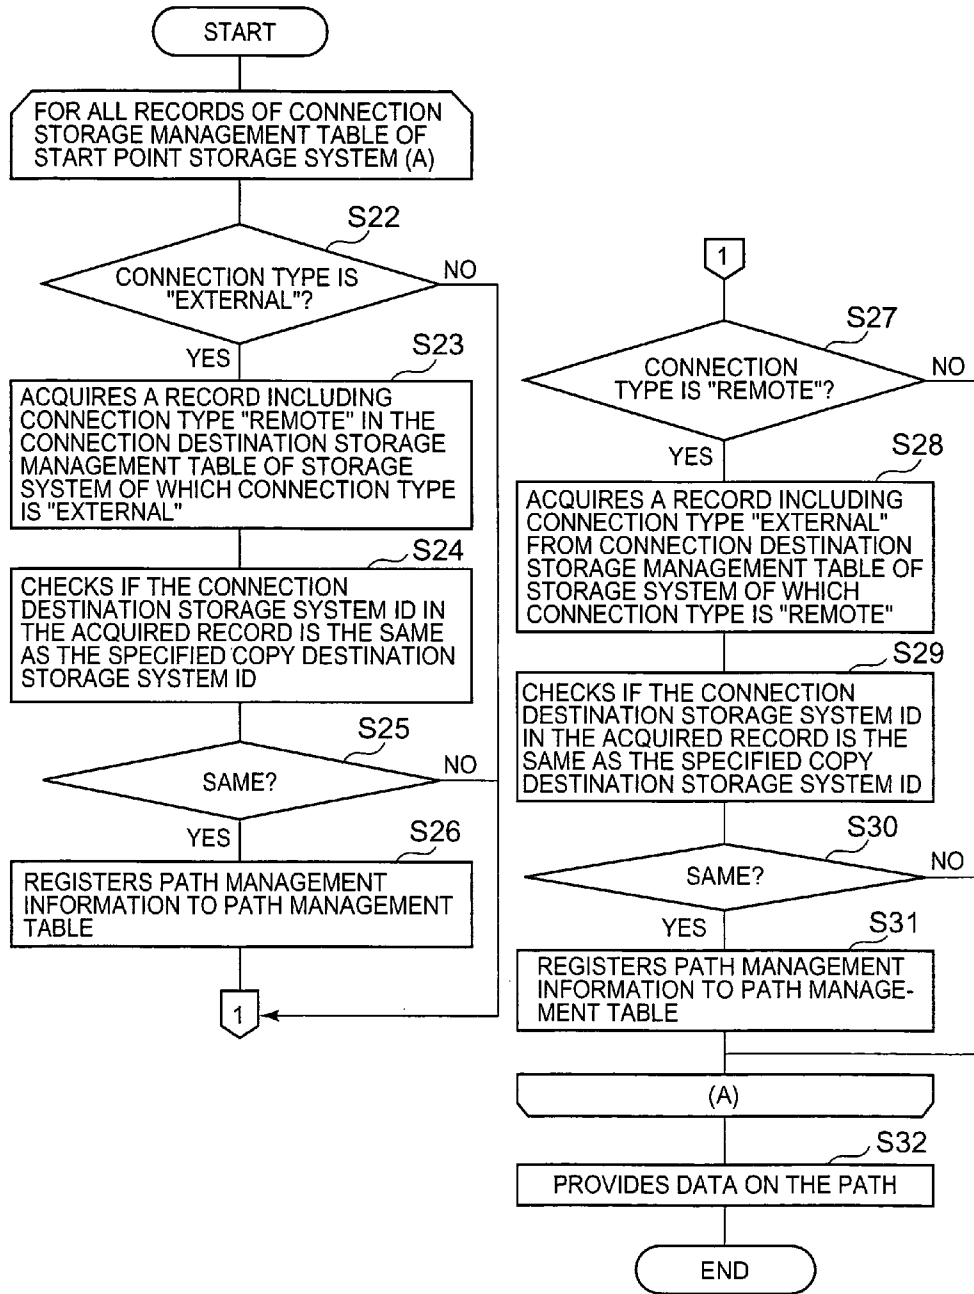 START
FOR ALL RECORDS OF CONNECTION
STORAGE MANAGEMENT TABLE OF
START POINT STORAGE SYSTEM (A)
S22
CONNECTION TYPE IS
"EXTERNAL"?
NO
YES
S23
ACQUIRES A RECORD INCLUDING
CONNECTION TYPE "REMOTE" IN THE
CONNECTION DESTINATION STORAGE
MANAGEMENT TABLE OF STORAGE
SYSTEM OF WHICH CONNECTION TYPE
IS "EXTERNAL"
S24
CHECKS IF THE CONNECTION
DESTINATION STORAGE SYSTEM ID IN
THE ACQUIRED RECORD IS THE SAME
AS THE SPECIFIED COPY DESTINATION
STORAGE SYSTEM ID
S25
SAME?
NO
YES
S26
REGISTERS PATH MANAGEMENT
INFORMATION TO PATH MANAGEMENT
TABLE
1
1
S27
CONNECTION
TYPE IS "REMOTE"?
NO
YES
S28
ACQUIRES A RECORD INCLUDING
CONNECTION TYPE "EXTERNAL"
FROM CONNECTION DESTINATION
STORAGE MANAGEMENT TABLE OF
STORAGE SYSTEM OF WHICH
CONNECTION TYPE IS "REMOTE"
S29
CHECKS IF THE CONNECTION
DESTINATION STORAGE SYSTEM ID
IN THE ACQUIRED RECORD IS THE
SAME AS THE SPECIFIED COPY
DESTINATION STORAGE SYSTEM ID
S30
SAME?
NO
YES
S31
REGISTERS PATH MANAGEMENT
INFORMATION TO PATH MANAGE-
MENT TABLE
(A)
S32
PROVIDES DATA ON THE PATH
END